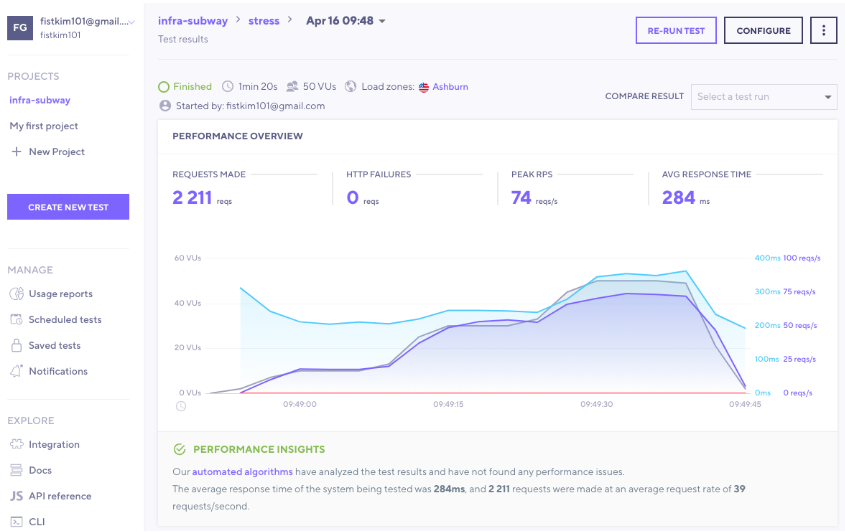 FG
fistkim101@gmail....
fistkim101
PROJECTS
infra-subway
My first project
New Project
CREATE NEW TEST
MANAGE
Usage reports
Scheduled tests
Saved tests
Notifications
EXPLORE
Integration
Docs
JS API reference
CLI
infra-subway > stress > Apr 16 09:48
Test results
RE-RUN TEST
CONFIGURE
Finished 1min 20s 50 VUs Load zones: Ashburn
Started by: fistkim101@gmail.com
COMPARE RESULT Select a test run
PERFORMANCE OVERVIEW
REQUESTS MADE
2 211 reqs
HTTP FAILURES
0 reqs
PEAK RPS
74 reqs/s
AVG RESPONSE TIME
284 ms
60 VUs
40 VUs
20 VUs
0 VUs
400ms 100 reqs/s
300ms 75 reqs/s
200ms 50 reqs/s
100ms 25 reqs/s
0ms 0 reqs/s
09:49:00 09:49:15 09:49:30 09:49:45
PERFORMANCE INSIGHTS
Our automated algorithms have analyzed the test results and have not found any performance issues.
The average response time of the system being tested was 284ms, and 2 211 requests were made at an average request rate of 39
requests/second.